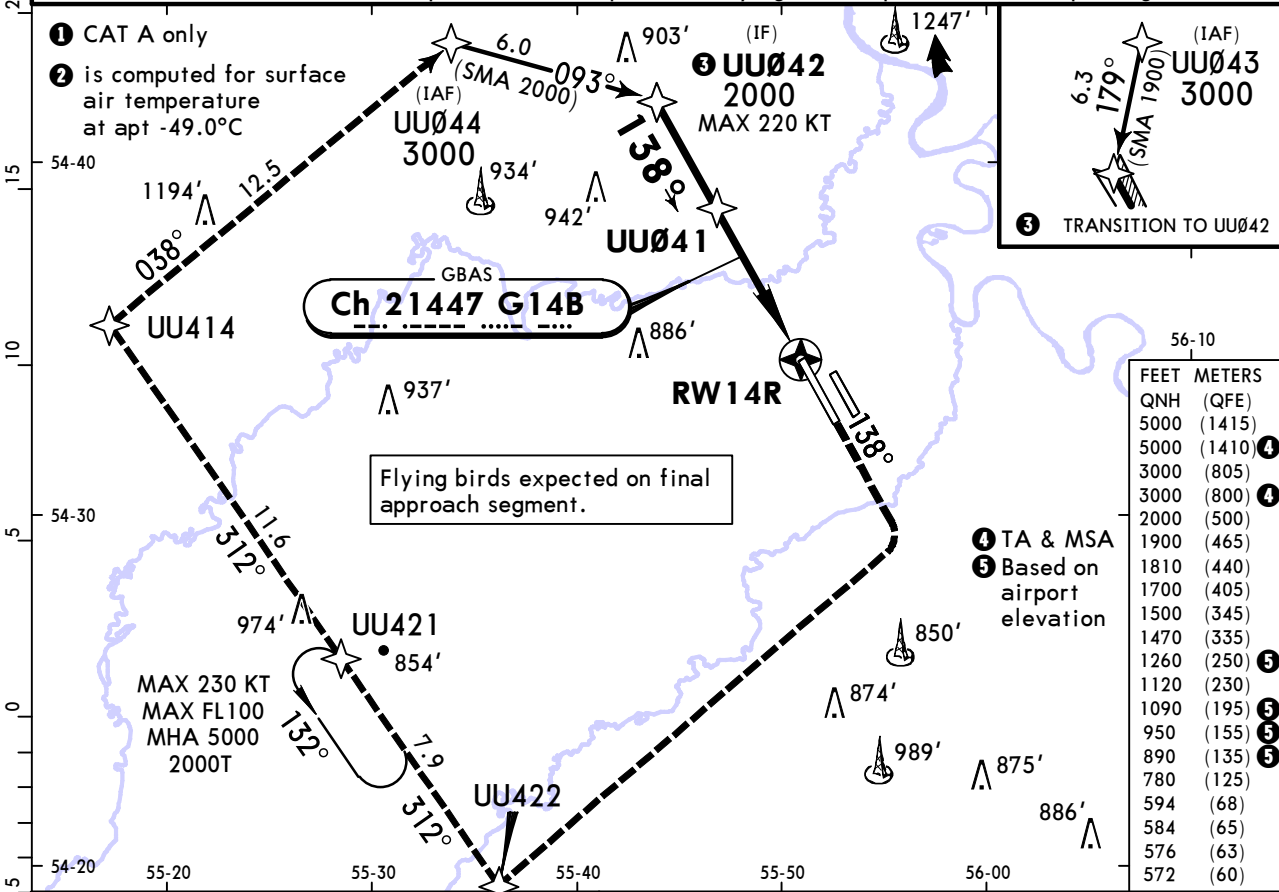 ❶ CAT A only
❷ is computed for surface
air temperature
at apt -49.0°C
6.0
093°
(SMA 2000)
903'
(IF)
❸ UUØ42
2000
MAX 220 KT
1247'
(IAF)
UUØ43
3000
6.3
179°
(SMA 1900)
❸ TRANSITION TO UUØ42
(IAF)
UUØ44
3000
138°
54-40
12.5
1194'
934'
942'
038°
UUØ41
GBAS
Ch 21447 G14B
UU414
886'
56-10
937'
RW14R
138°
Flying birds expected on final
approach segment.
54-30
11.6
312°
❹ TA & MSA
❺ Based on
airport
elevation
974'
UU421
854'
850'
MAX 230 KT
MAX FL100
MHA 5000
2000T
132°
7.9
312°
874'
989'
875'
886'
UU422
54-20
55-20
55-30
55-40
55-50
56-00
15
10
5
0
5
2
FEET METERS
QNH (QFE)
5000 (1415)
5000 (1410) ❹
3000 (805)
3000 (800) ❹
2000 (500)
1900 (465)
1810 (440)
1700 (405)
1500 (345)
1470 (335)
1260 (250) ❺
1120 (230)
1090 (195) ❺
950 (155) ❺
890 (135) ❺
780 (125)
594 (68)
584 (65)
576 (63)
572 (60)